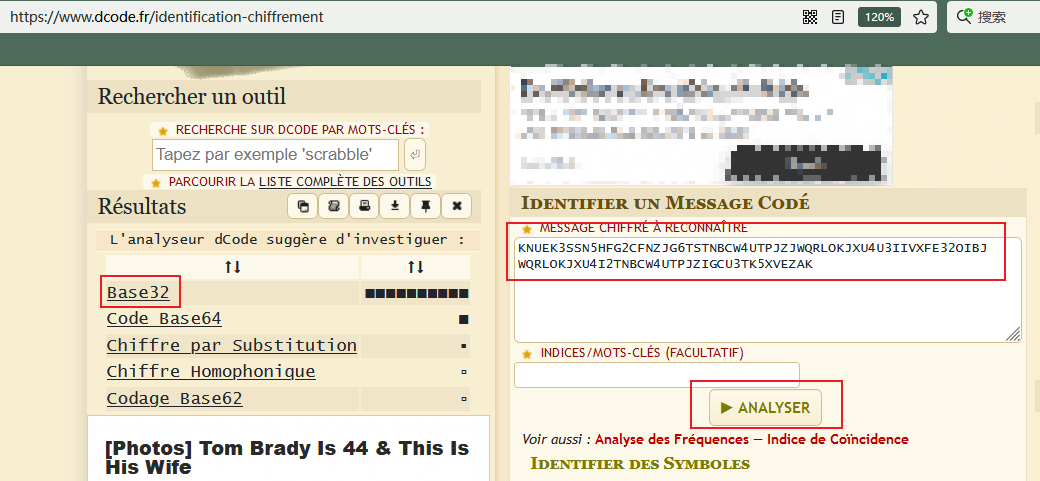 https://www.dcode.fr/identification-chiffrement
120%
搜索
Rechercher un outil
RECHERCHE SUR DCODE PAR MOTS-CLÉS :
Tapez par exemple 'scrabble'
PARCOURIR LA LISTE COMPLÈTE DES OUTILS
Résultats
L'analyseur dCode suggère d'investiguer :
↑↓ ↑↓
Base32 ■■■■■■■■■■
Code Base64 ■
Chiffre par Substitution ▪
Chiffre Homophonique ▫
Codage Base62 ▫
[Photos] Tom Brady Is 44 & This Is
His Wife
Identifier un Message Codé
MESSAGE CHIFFRÉ À RECONNAÎTRE
KNUEK3SSN5HFG2CFNZJG6TSTNBCW4UTPJZJWQRLOKJXU4U3IIVXFE32OIBJ
WQRLOKJXU4I2TNBCW4UTPJZIGCU3TK5XVEZAK
INDICES/MOTS-CLÉS (FACULTATIF)
▶ ANALYSER
Voir aussi : Analyse des Fréquences — Indice de Coïncidence
Identifier des Symboles